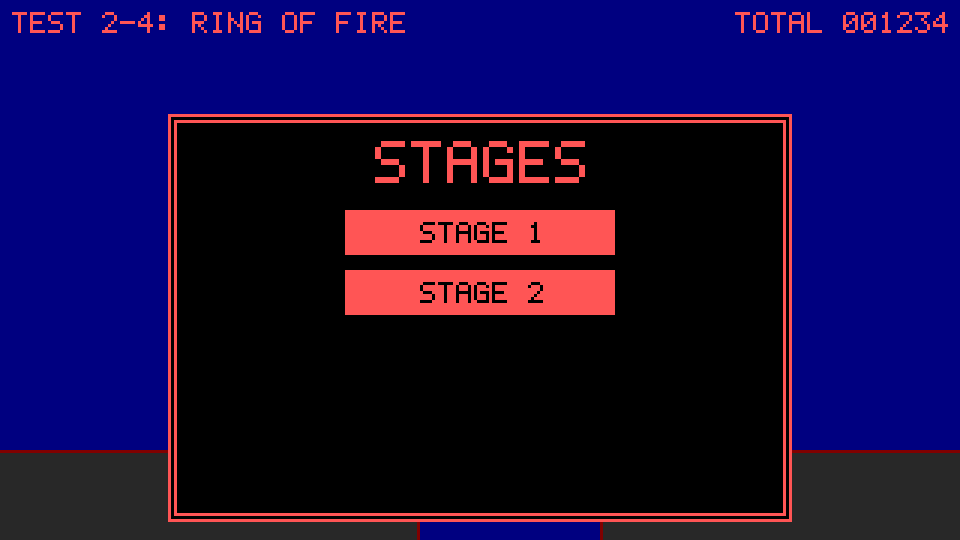 TEST 2-4: RING OF FIRE
TOTAL 001234
STAGES
STAGE 1
STAGE 2